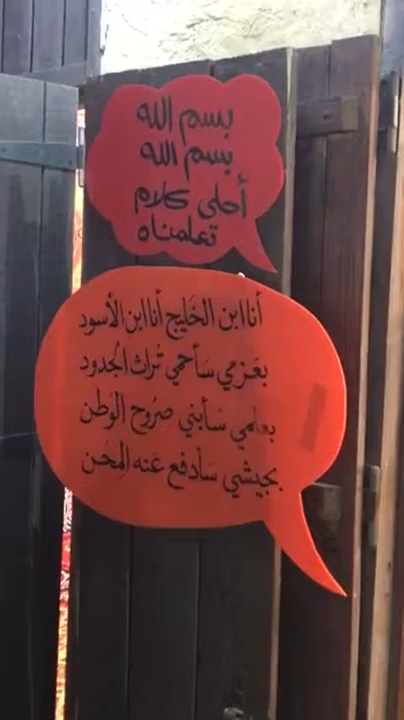 بسم الله
بسم الله
أحلى كلام
تعلمناه
أنا ابن الخليج أنا ابن الأسود
بعزمي سأحمي تراث الجدود
بعلمي سأبني صروح الوطن
بجيشي سأدفع عنه المحن